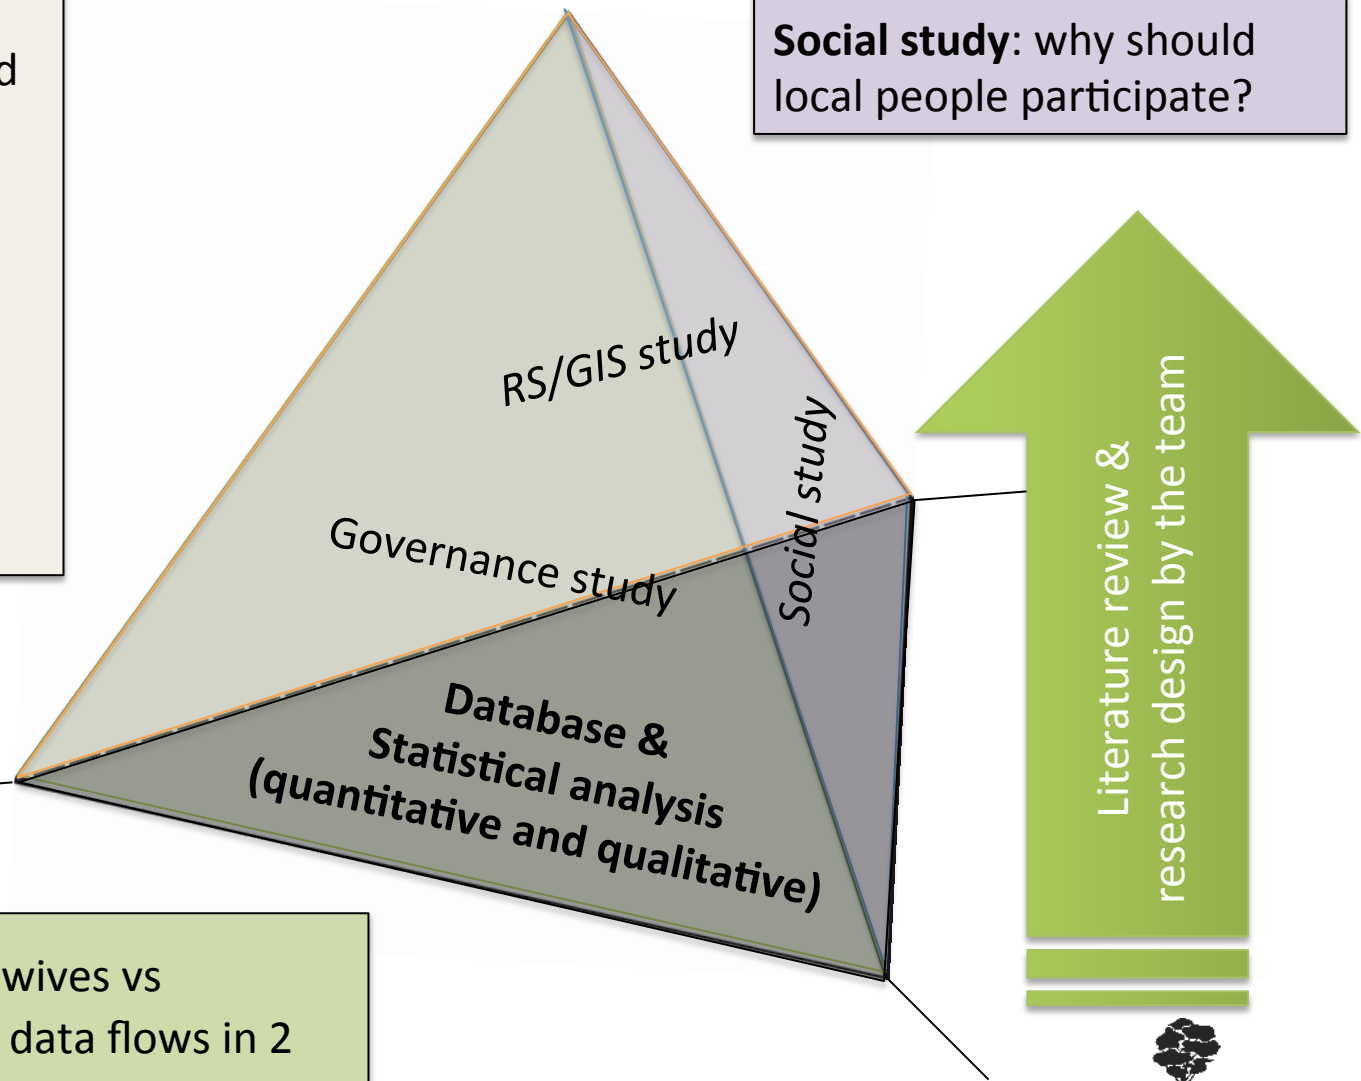 d
Social study: why should
local people participate?
RS/GIS study
Social study
Governance study
Database &
Statistical analysis
(quantitative and qualitative)
Literature review &
research design by the team
wives vs
data flows in 2